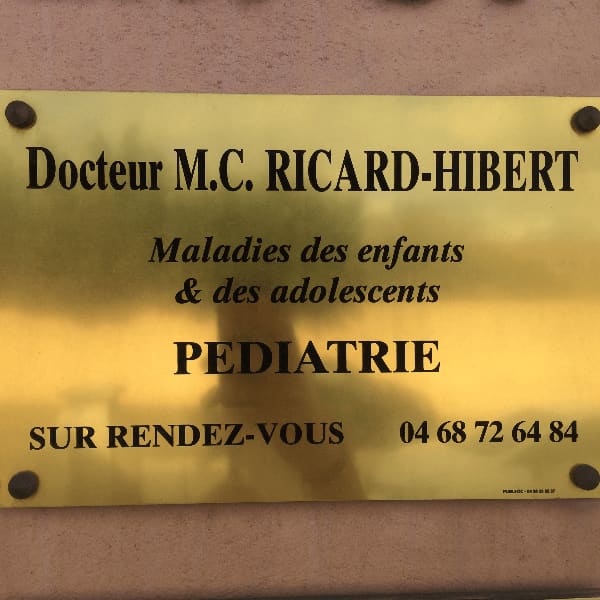 Docteur M.C. RICARD-HIBERT
Maladies des enfants
& des adolescents
PEDIATRIE
SUR RENDEZ-VOUS 04 68 72 64 84